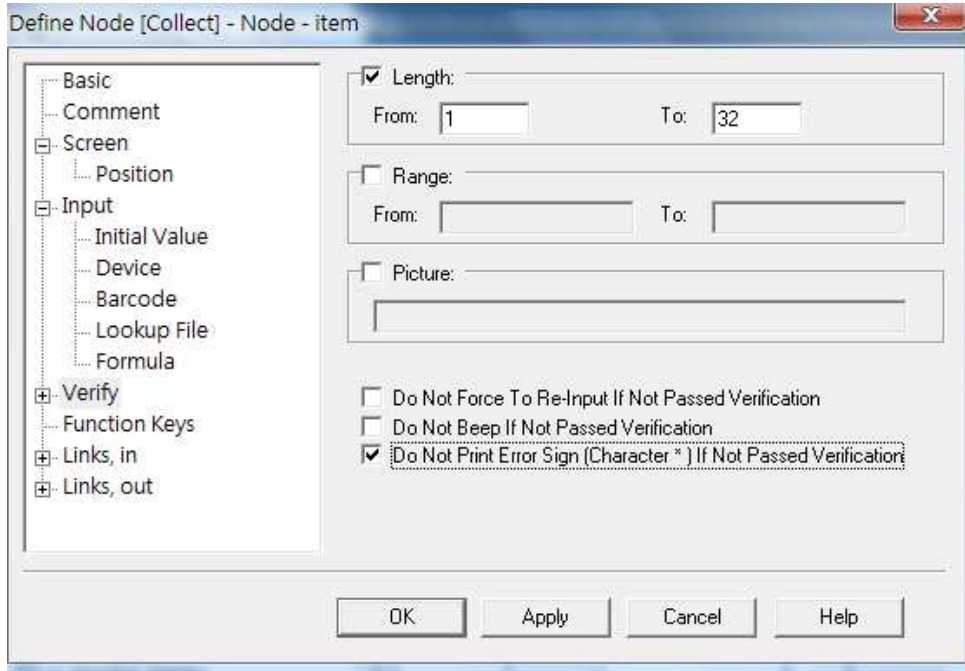 Define Node [Collect] - Node - item
Basic
Comment
Screen
Position
Input
Initial Value
Device
Barcode
Lookup File
Formula
Verify
Function Keys
Links, in
Links, out
Length:
From: 1 To: 32
Range:
From: To:
Picture:
Do Not Force To Re-Input If Not Passed Verification
Do Not Beep If Not Passed Verification
Do Not Print Error Sign (Character * ) If Not Passed Verification
OK Apply Cancel Help